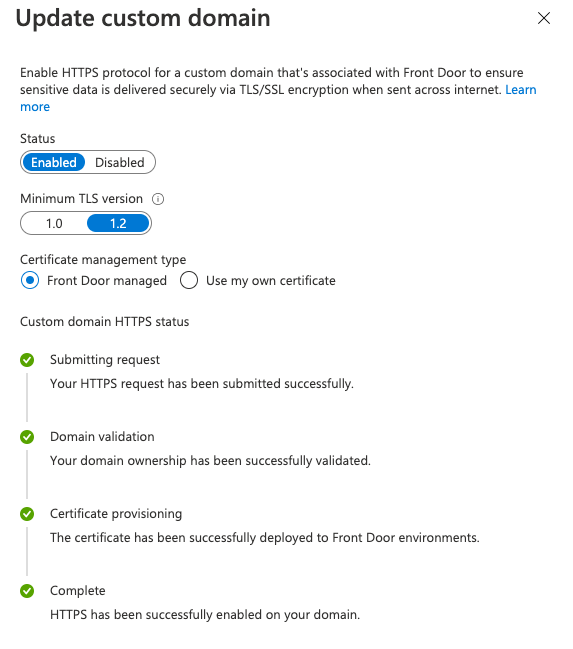 Update custom domain
Enable HTTPS protocol for a custom domain that's associated with Front Door to ensure
sensitive data is delivered securely via TLS/SSL encryption when sent across internet. Learn
more
Status
Enabled Disabled
Minimum TLS version
1.0 1.2
Certificate management type
Front Door managed Use my own certificate
Custom domain HTTPS status
Submitting request
Your HTTPS request has been submitted successfully.
Domain validation
Your domain ownership has been successfully validated.
Certificate provisioning
The certificate has been successfully deployed to Front Door environments.
Complete
HTTPS has been successfully enabled on your domain.